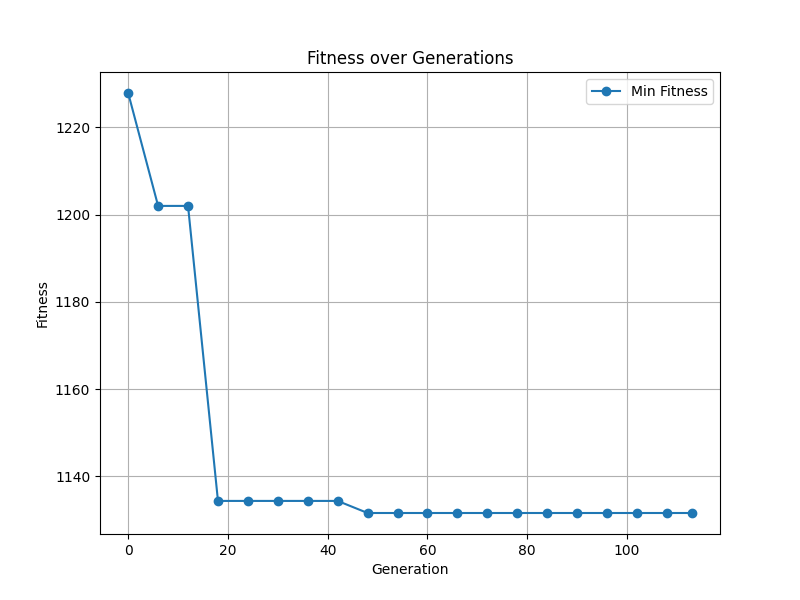 Fitness over Generations
Min Fitness
Fitness
1220
1200
1180
1160
1140
0 20 40 60 80 100
Generation